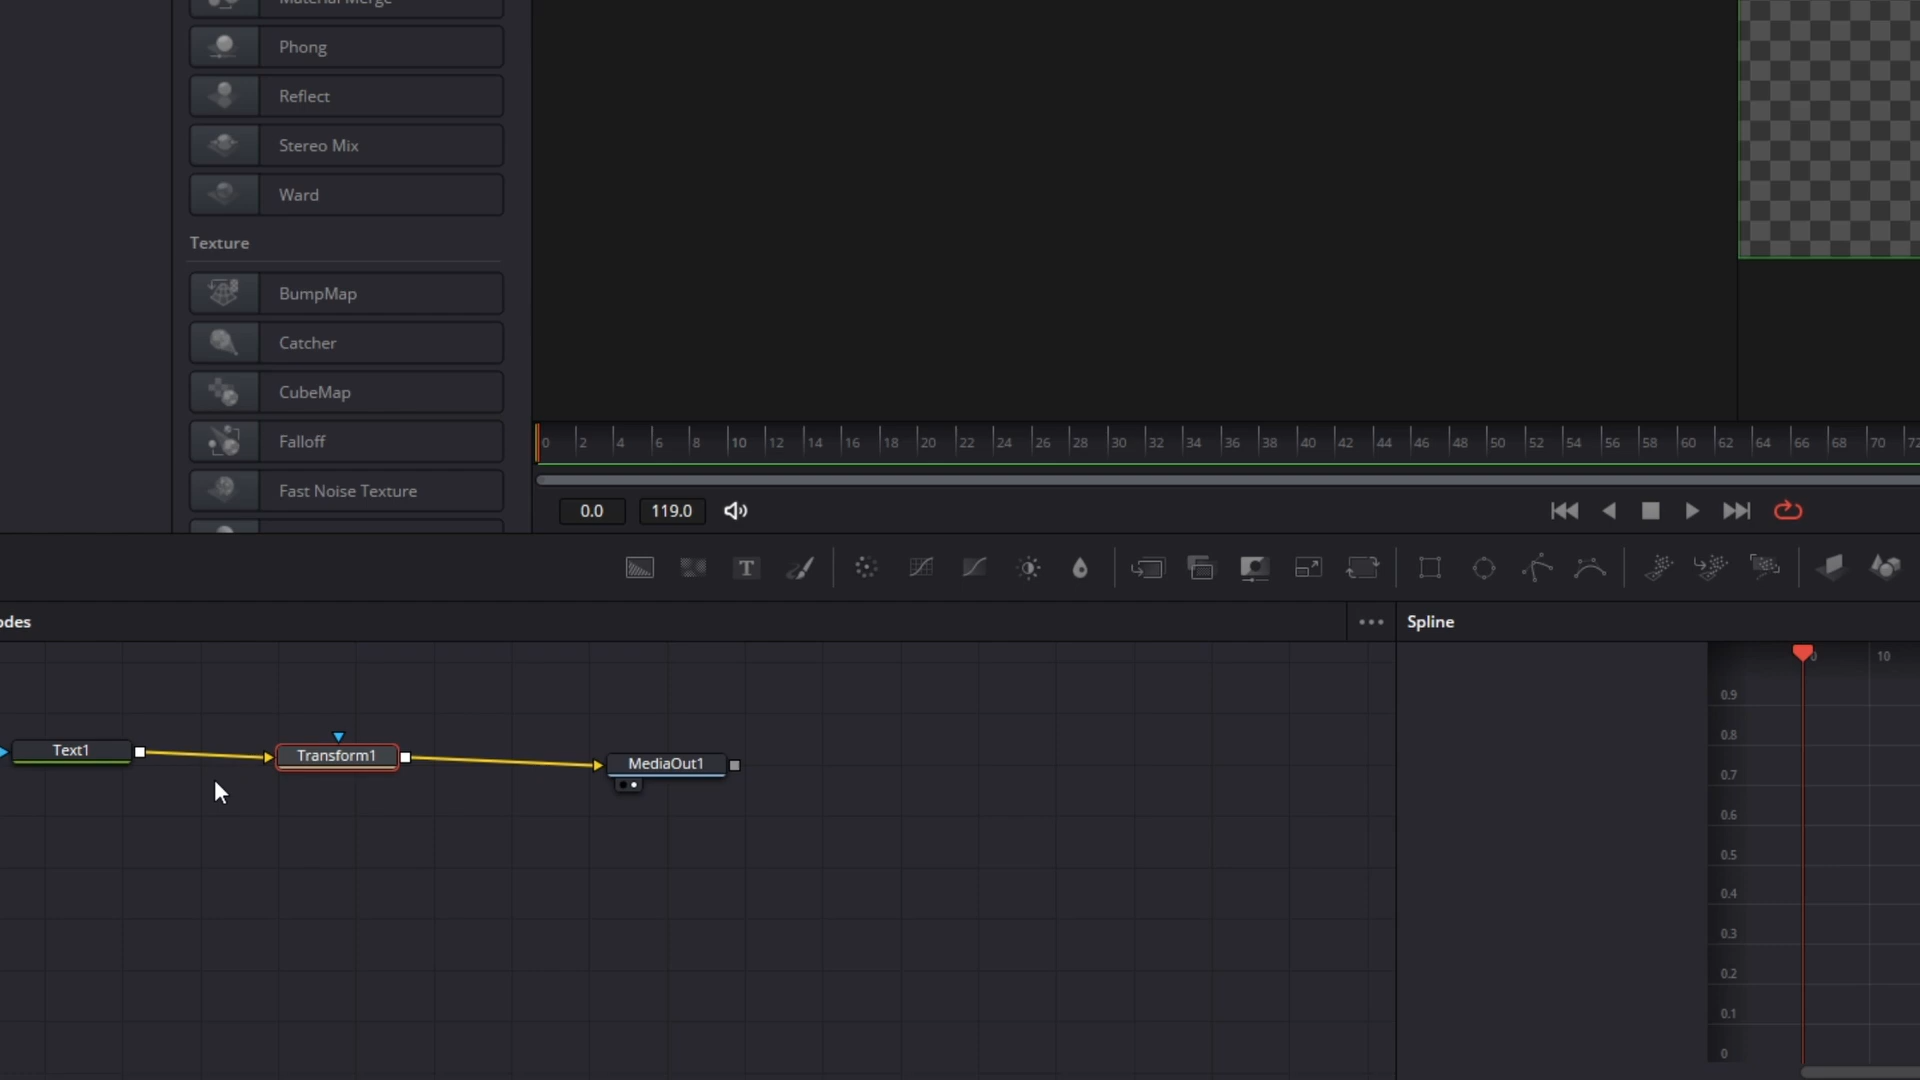 Material Merge
Phong
Reflect
Stereo Mix
Ward
Texture
BumpMap
Catcher
CubeMap
Falloff
Fast Noise Texture
0 2 4 6 8 10 12 14 16 18 20 22 24 26 28 30 32 34 36 38 40 42 44 46 48 50 52 54 56 58 60 62 64 66 68 70 72
0.0 119.0
T
odes
Spline
0 10
0.9
0.8
0.7
0.6
0.5
0.4
0.3
0.2
0.1
0
Text1
Transform1
MediaOut1